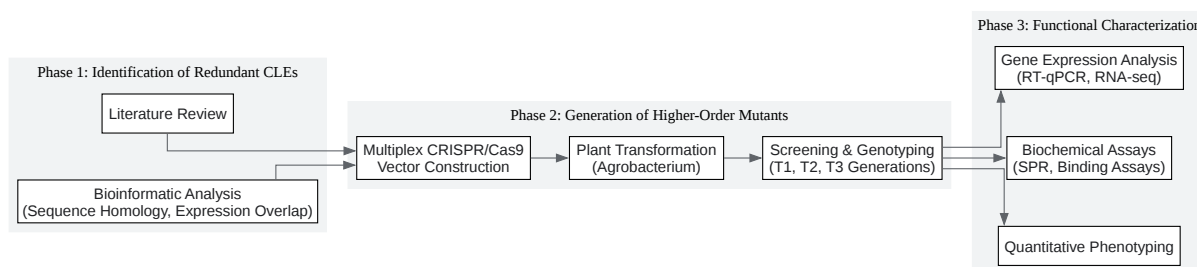 Phase 1: Identification of Redundant CLEs
Literature Review
Bioinformatic Analysis
(Sequence Homology, Expression Overlap)
Phase 2: Generation of Higher-Order Mutants
Multiplex CRISPR/Cas9
Vector Construction
Plant Transformation
(Agrobacterium)
Screening & Genotyping
(T1, T2, T3 Generations)
Phase 3: Functional Characterization
Gene Expression Analysis
(RT-qPCR, RNA-seq)
Biochemical Assays
(SPR, Binding Assays)
Quantitative Phenotyping